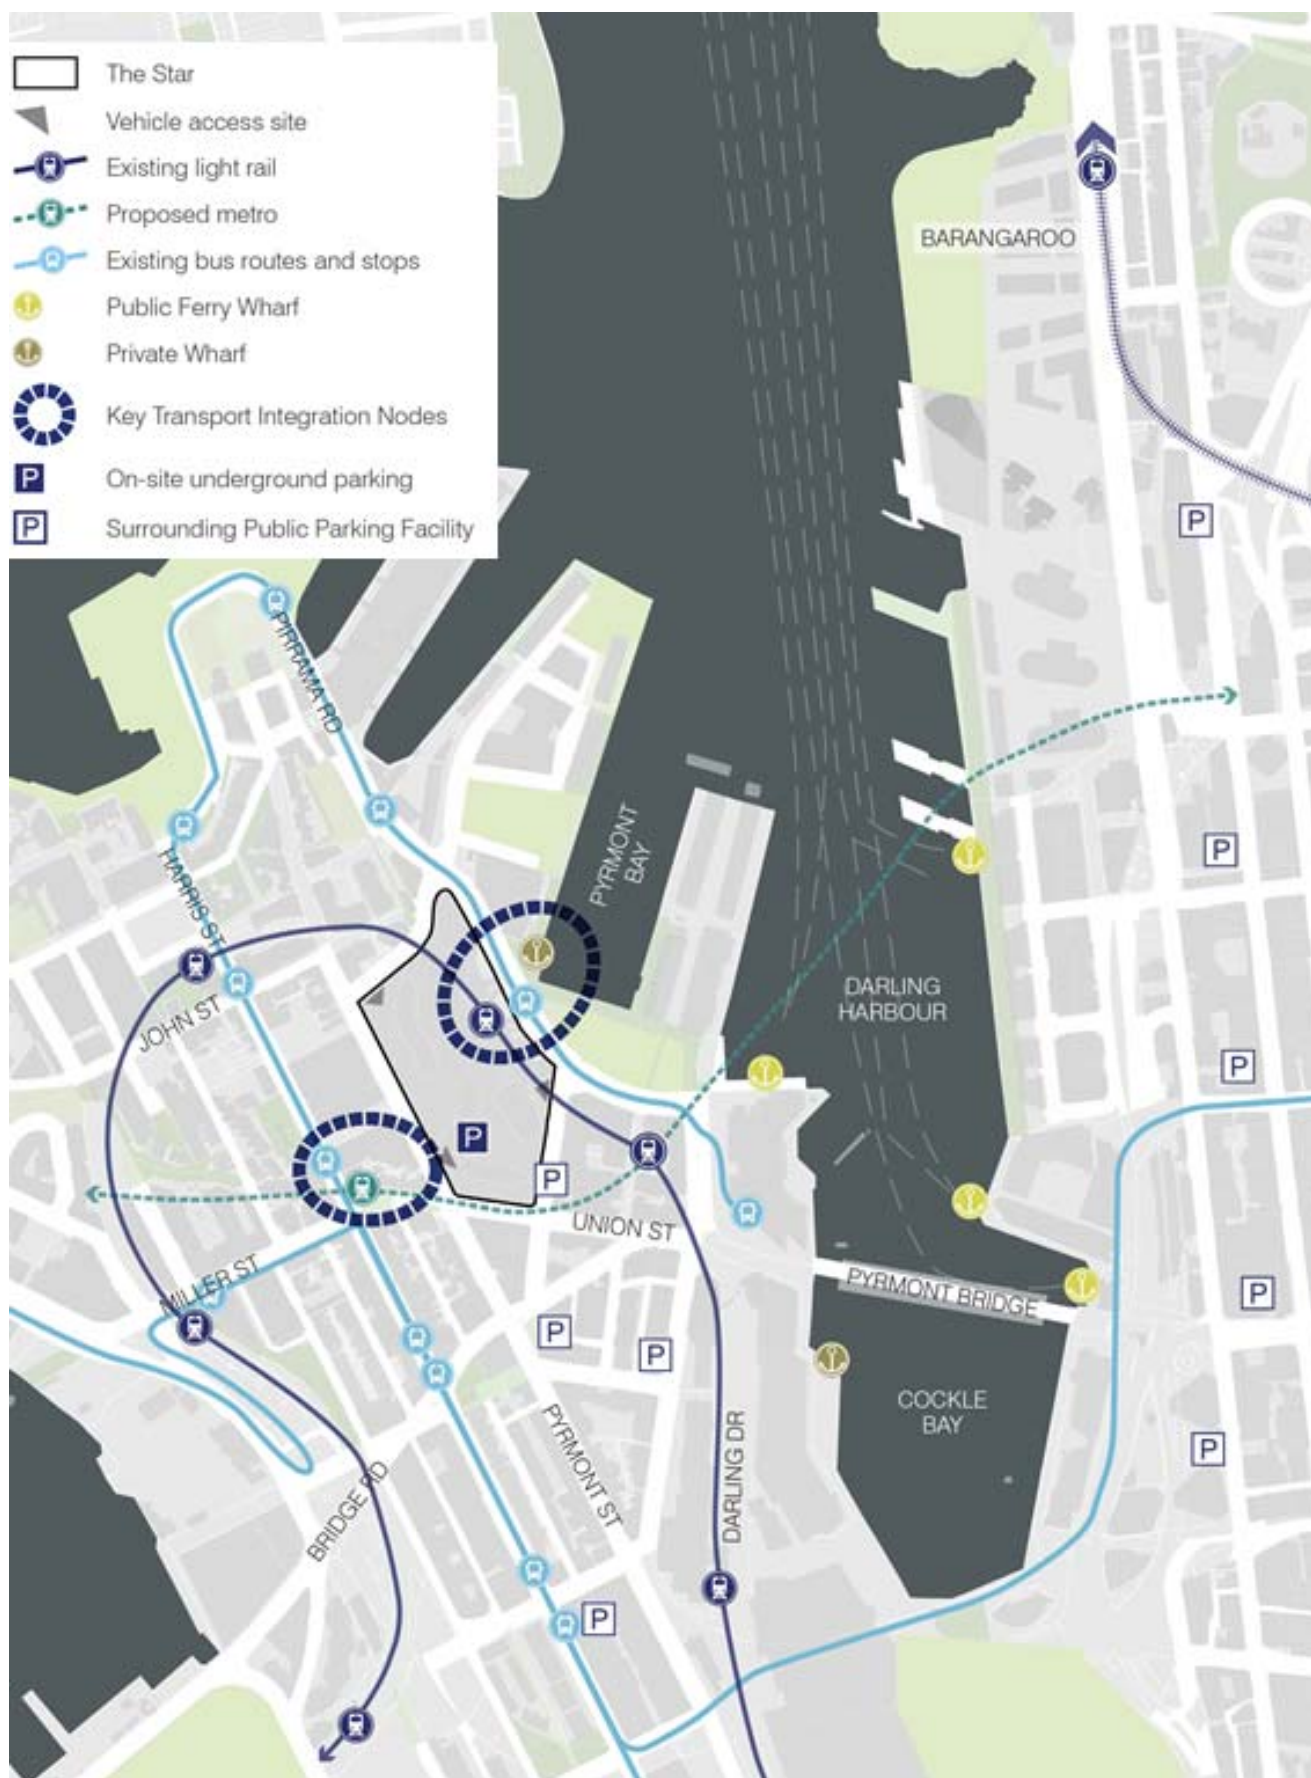 The Star
Vehicle access site
Existing light rail
Proposed metro
Existing bus routes and stops
Public Ferry Wharf
Private Wharf
Key Transport Integration Nodes
P On-site underground parking
P Surrounding Public Parking Facility
BARANGAROO
P
PIRRAMA RD
PYRMONT
BAY
P
HARRIS ST
DARLING
HARBOUR
JOHN ST
P
P
P
UNION ST
MILLER ST
PYRMONT BRIDGE
P
P
P
COCKLE
BAY
PYRMONT ST
DARLING DR
P
BRIDGE RD
P